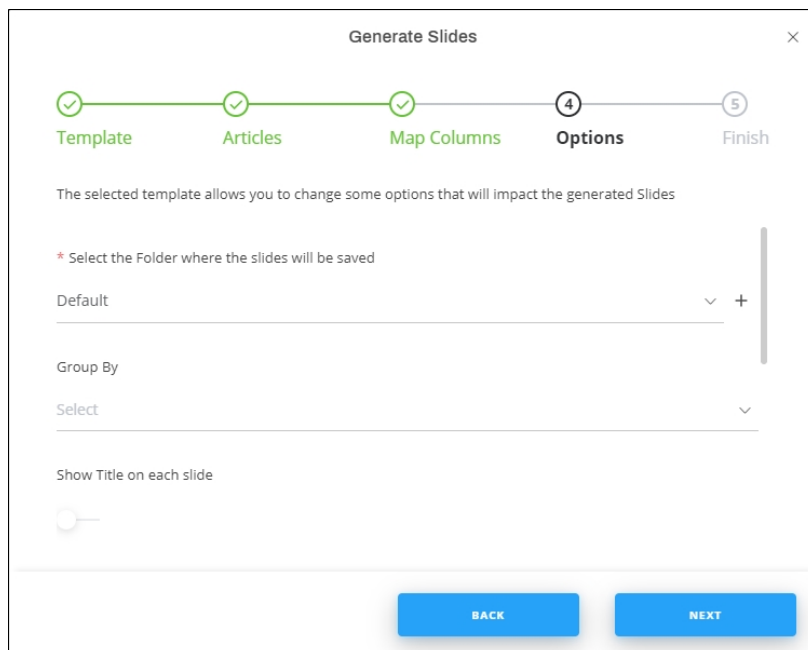 Generate Slides
4
5
Template
Articles
Map Columns
Options
Finish
The selected template allows you to change some options that will impact the generated Slides
* Select the Folder where the slides will be saved
Default
Group By
Select
Show Title on each slide
BACK
NEXT